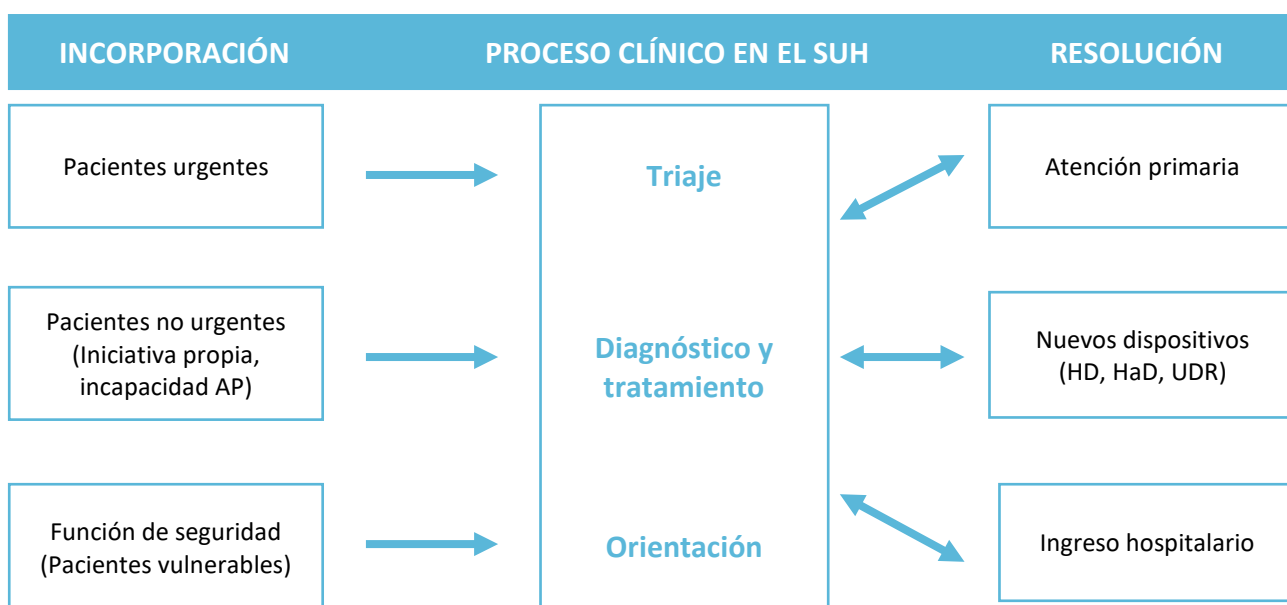 INCORPORACIÓN
PROCESO CLÍNICO EN EL SUH
RESOLUCIÓN
Pacientes urgentes
Triaje
Atención primaria
Pacientes no urgentes
(Iniciativa propia,
incapacidad AP)
Diagnóstico y
tratamiento
Nuevos dispositivos
(HD, HaD, UDR)
Función de seguridad
(Pacientes vulnerables)
Orientación
Ingreso hospitalario